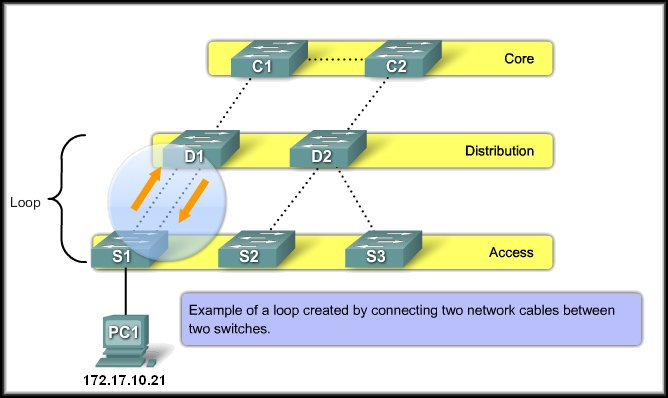 C1
C2
Core
D1
D2
Distribution
Loop
S1
S2
S3
Access
Example of a loop created by connecting two network cables between
two switches.
PC1
172.17.10.21